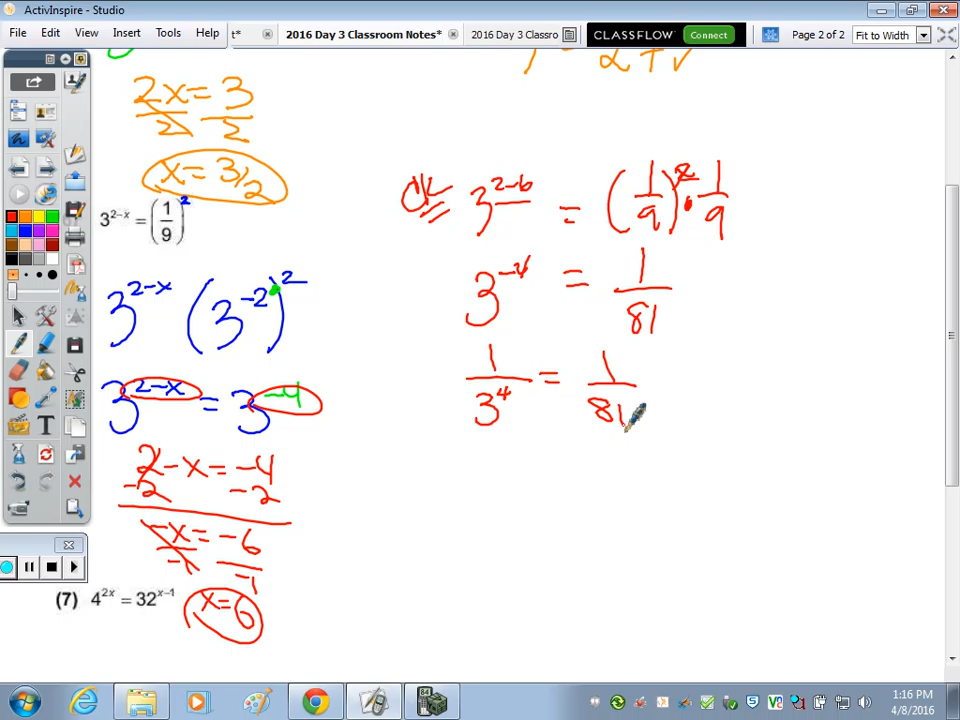 ActivInspire - Studio
File Edit View Insert Tools Help t* 2016 Day 3 Classroom Notes* 2016 Day 3 Classro CLASSFLOW Connect Page 2 of 2 Fit to Width
2x = 3
2 2
x = 3/2
3^{2-x} = (1/9)^2
3^{2-x} (3^{-2})^2
3^{2-x} = 3^{-4}
2 - x = -4
-2 -2
-x = -6
-1 -1
x = 6
(7) 4^{2x} = 32^{x-1}
CK 3^{2-6} = (1/9)^2 · 1/9
3^{-4} = 1/81
1/3^4 = 1/81
84
1:16 PM
4/8/2016